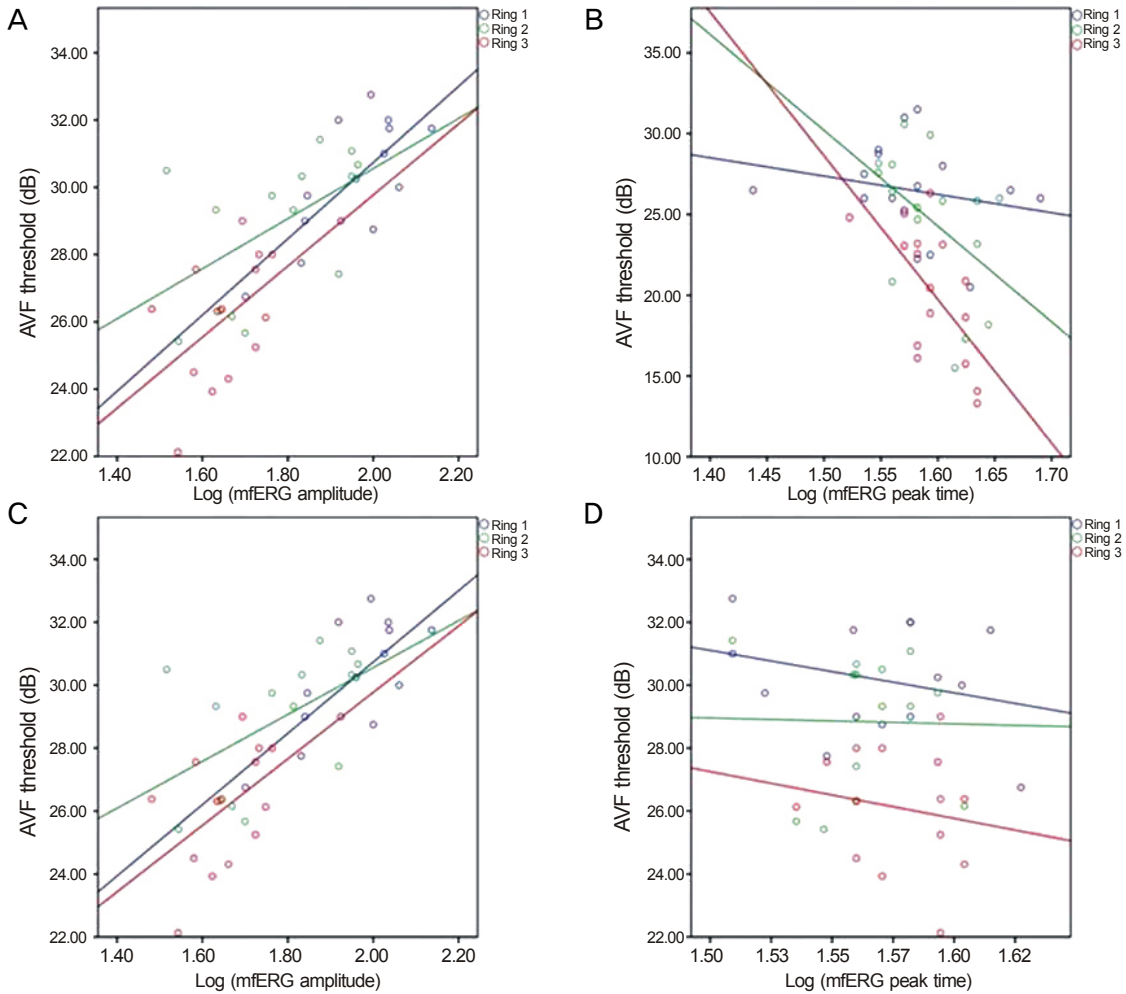 A
Ring 1
Ring 2
Ring 3
34.00
32.00
30.00
28.00
26.00
24.00
22.00
AVF threshold (dB)
1.40 1.60 1.80 2.00 2.20
Log (mfERG amplitude)
B
Ring 1
Ring 2
Ring 3
35.00
30.00
25.00
20.00
15.00
10.00
AVF threshold (dB)
1.40 1.45 1.50 1.55 1.60 1.65 1.70
Log (mfERG peak time)
C
Ring 1
Ring 2
Ring 3
34.00
32.00
30.00
28.00
26.00
24.00
22.00
AVF threshold (dB)
1.40 1.60 1.80 2.00 2.20
Log (mfERG amplitude)
D
Ring 1
Ring 2
Ring 3
34.00
32.00
30.00
28.00
26.00
24.00
22.00
AVF threshold (dB)
1.50 1.53 1.55 1.57 1.60 1.62
Log (mfERG peak time)